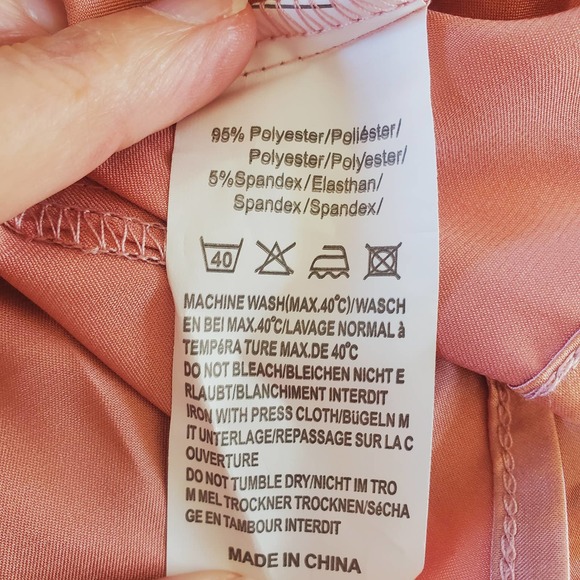 95% Polyester/Poliéster/
Polyester/Polyester/
5%Spandex/Elasthan/
Spandex/Spandex/
40
MACHINE WASH(MAX.40°C)/WASCH
EN BEI MAX.40°C/LAVAGE NORMAL à
TEMPéRA TURE MAX.DE 40°C
DO NOT BLEACH/BLEICHEN NICHT E
RLAUBT/BLANCHIMENT INTERDIT
IRON WITH PRESS CLOTH/BüGELN M
IT UNTERLAGE/REPASSAGE SUR LA C
OUVERTURE
DO NOT TUMBLE DRY/NICHT IM TRO
M MEL TROCKNER TROCKNEN/SéCHA
GE EN TAMBOUR INTERDIT
MADE IN CHINA